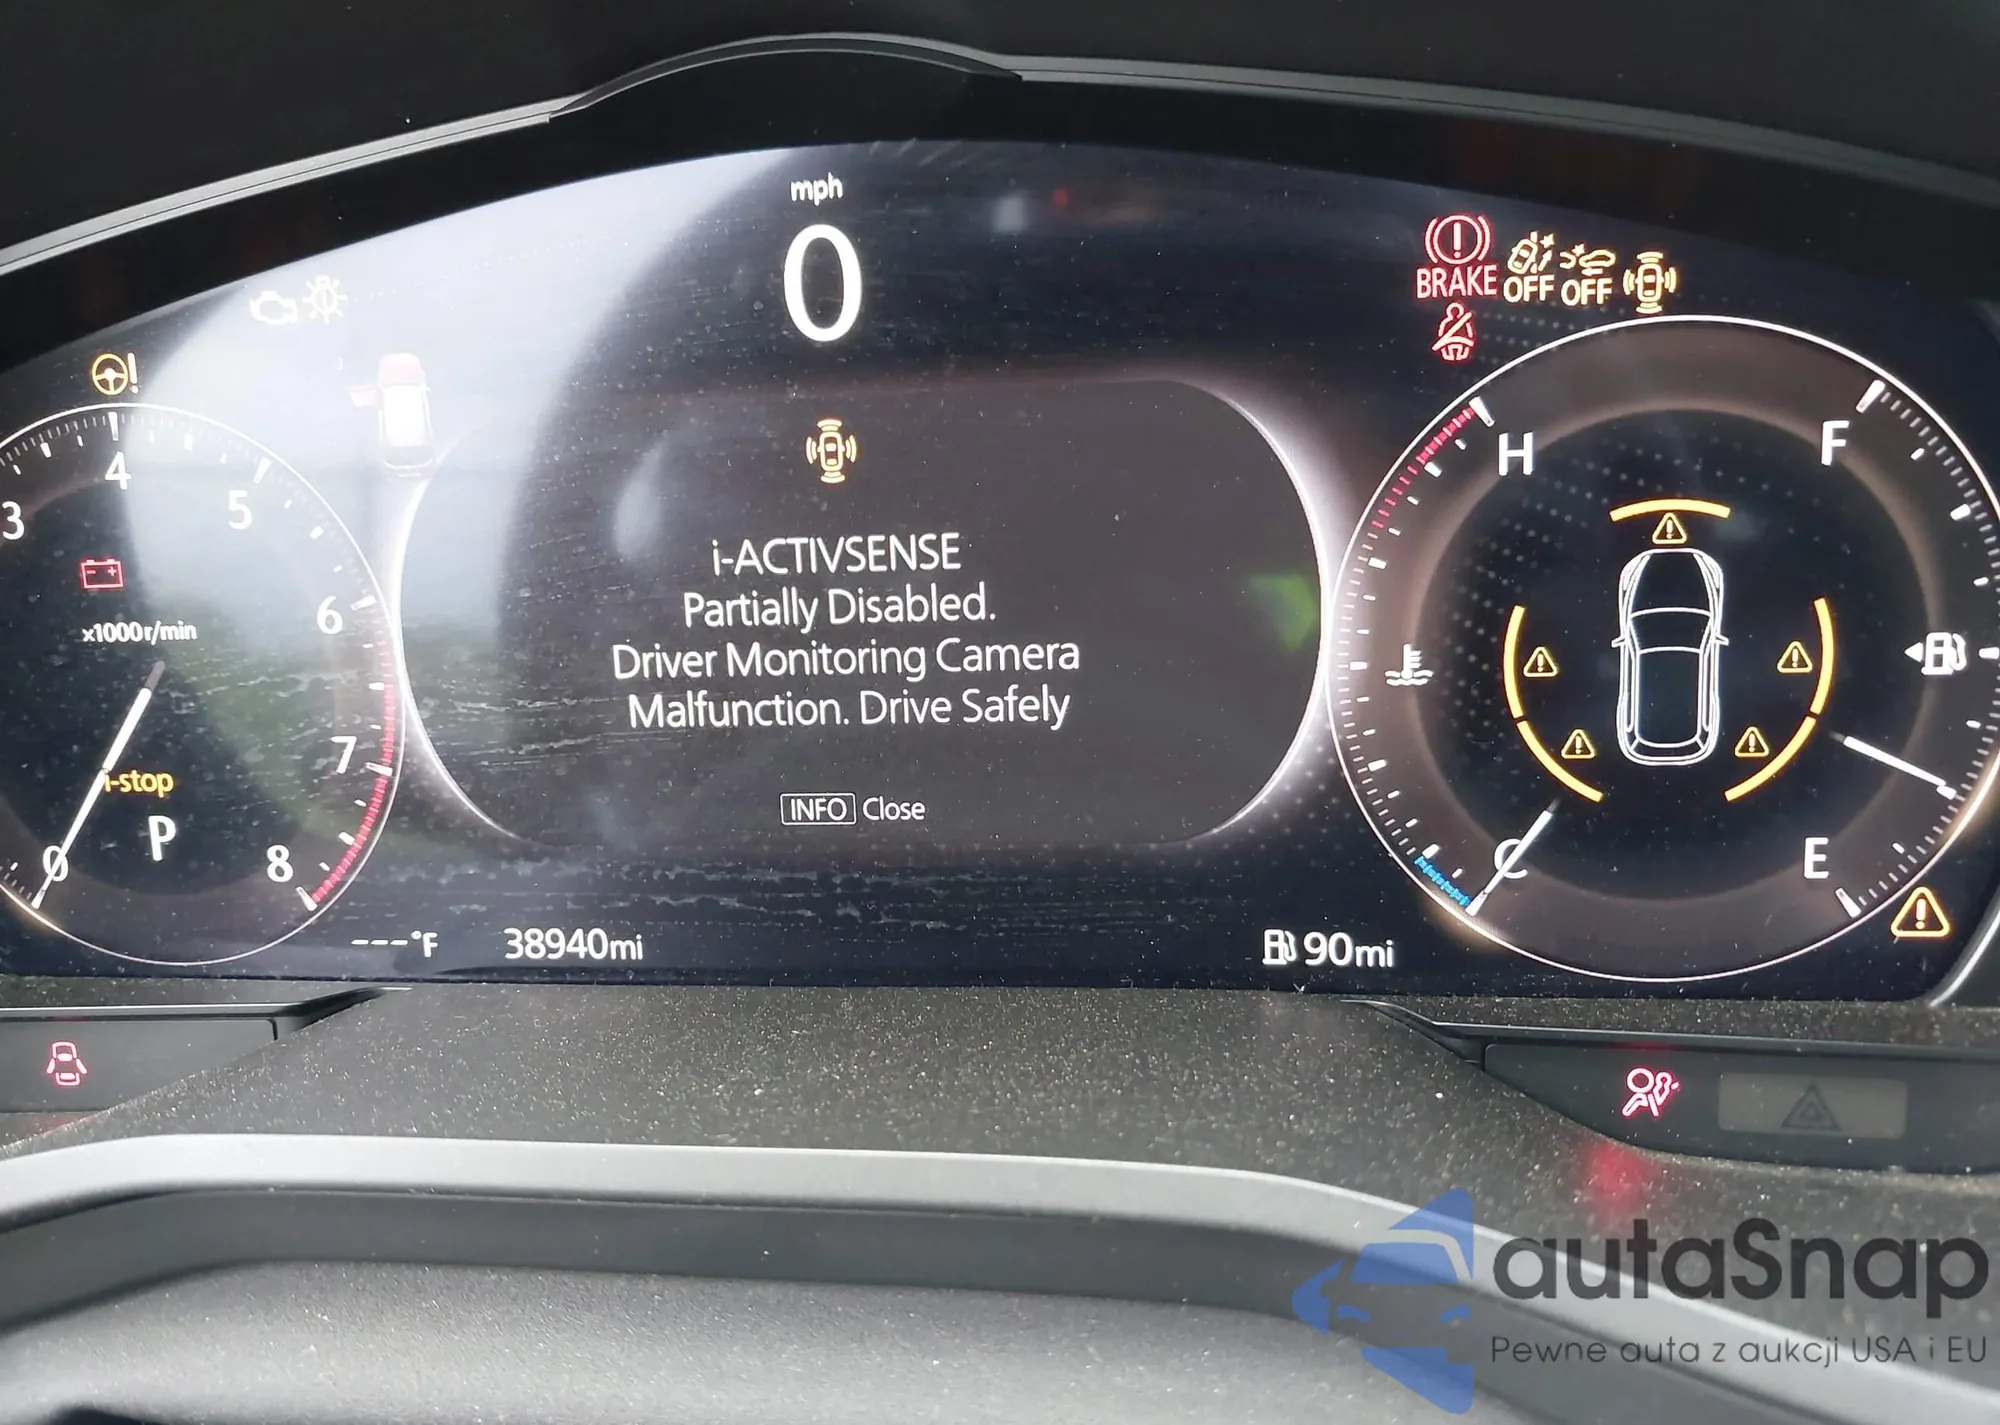 mph
0
BRAKE
OFF
OFF
3
4
5
6
7
8
0
x1000r/min
i-stop
P
i-ACTIVSENSE
Partially Disabled.
Driver Monitoring Camera
Malfunction. Drive Safely
INFO Close
H
F
C
E
---°F
38940mi
90mi
autaSnap
Pewne auta z aukcji USA i EU